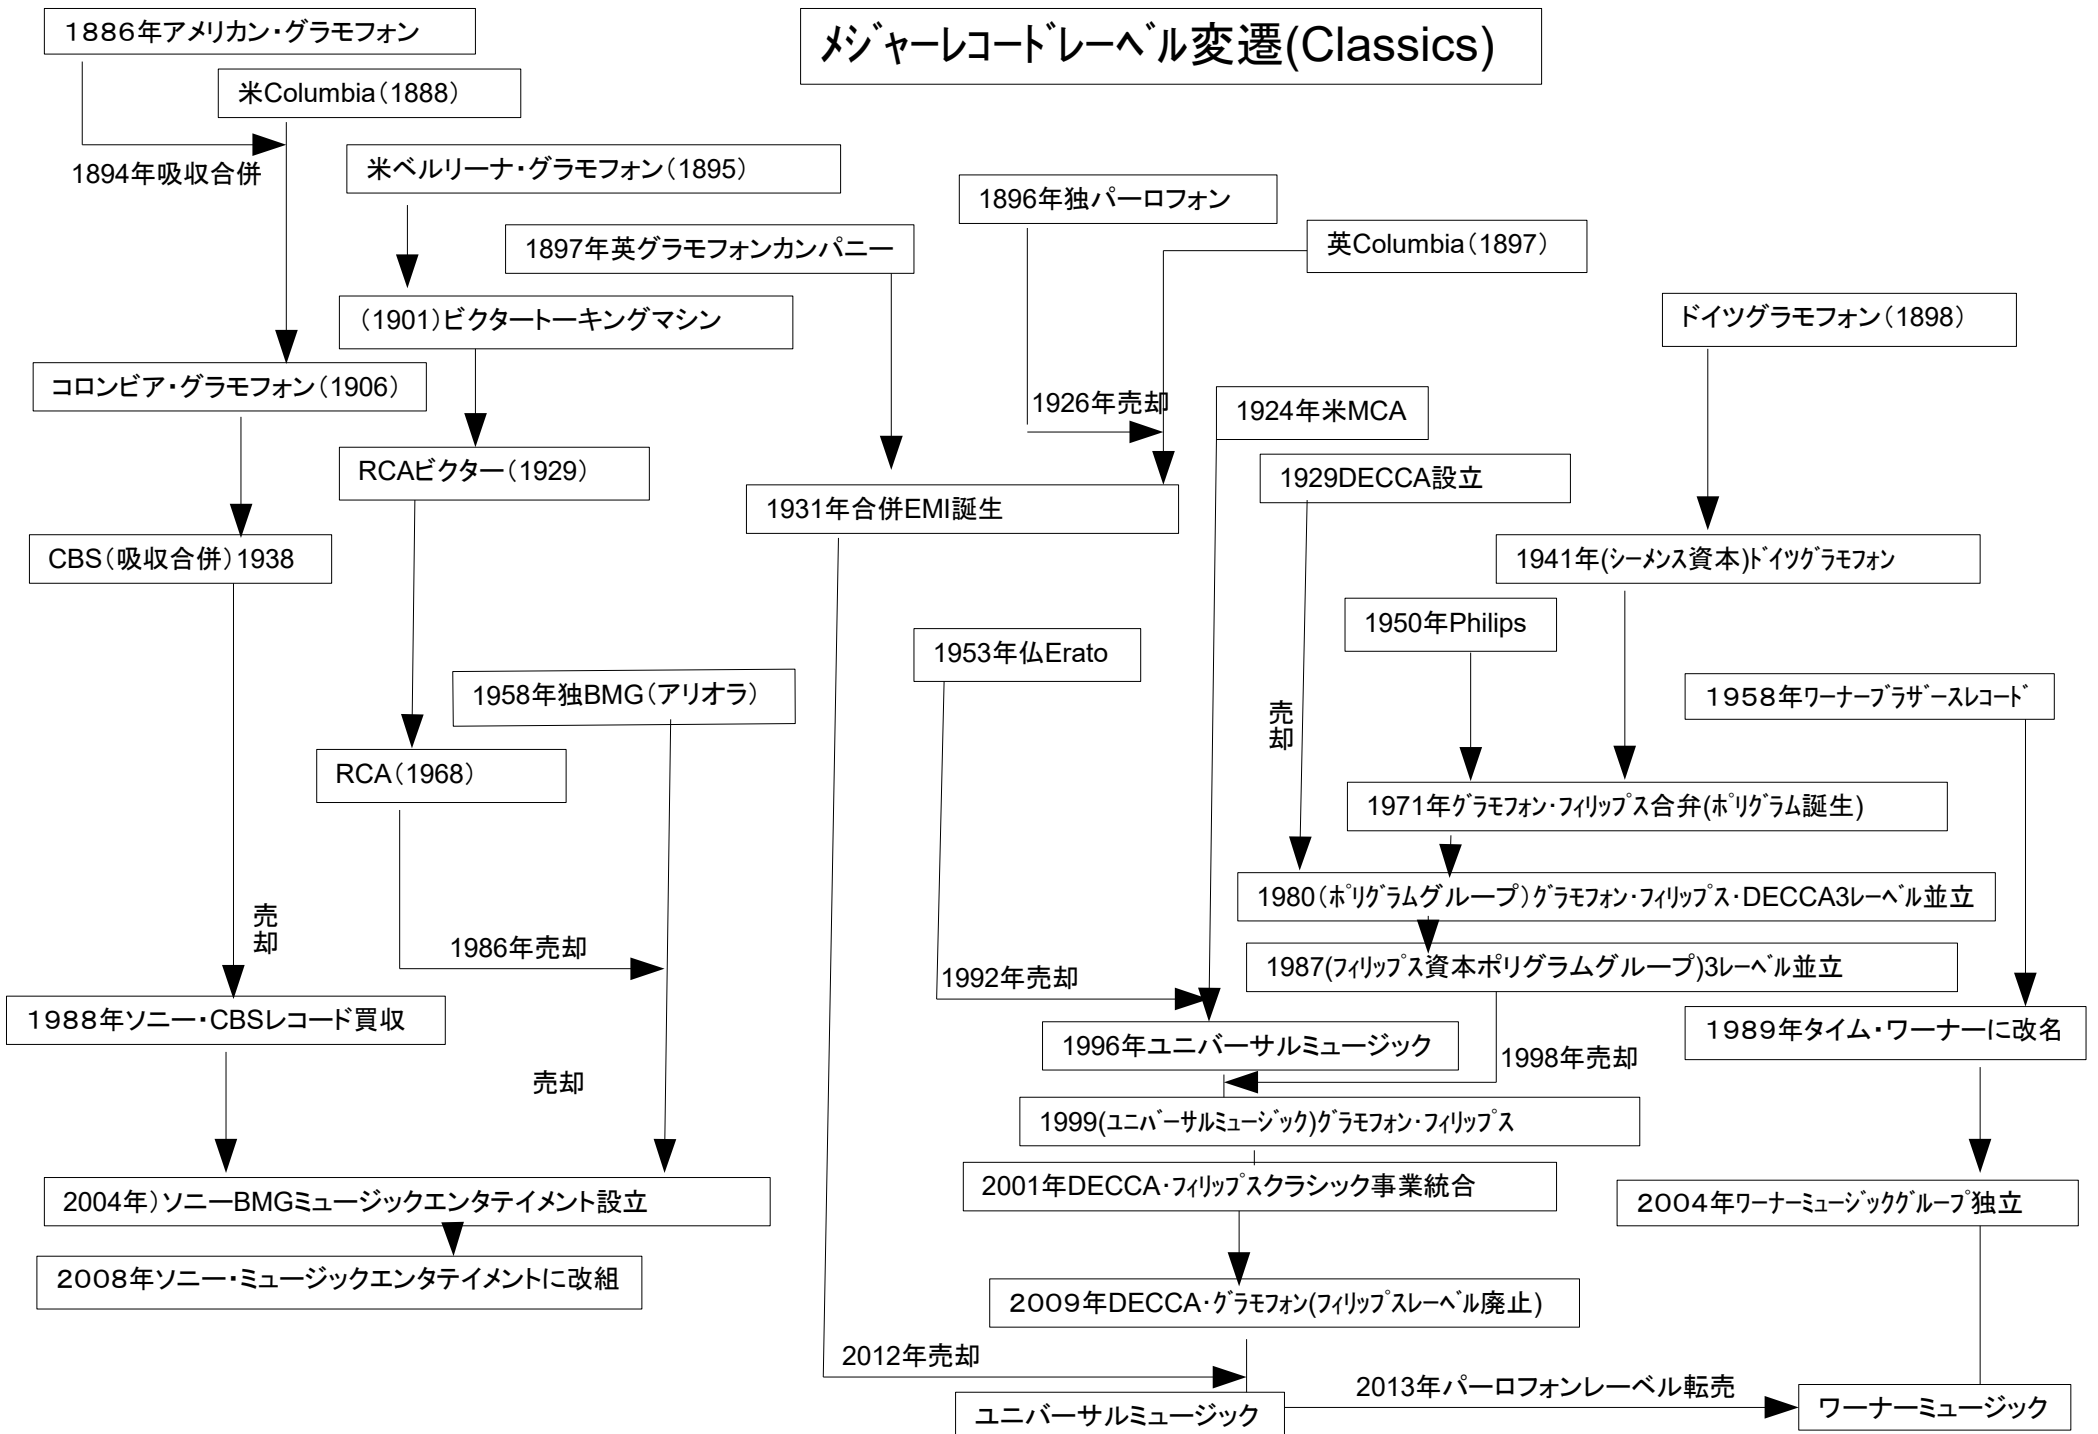 1886年アメリカン・グラモフォン
ﾒｼﾞｬｰﾚｺｰﾄﾞﾚｰﾍﾞﾙ変遷(Classics)
米Columbia（1888）
1894年吸収合併
米ベルリーナ・グラモフォン（1895）
1896年独パーロフォン
1897年英グラモフォンカンパニー
英Columbia（1897）
（1901）ビクタートーキングマシン
ドイツグラモフォン（1898）
コロンビア・グラモフォン（1906）
1926年売却
1924年米MCA
RCAビクター（1929）
1929DECCA設立
1931年合併EMI誕生
CBS（吸収合併）1938
1941年(ｼｰﾒﾝｽ資本)ﾄﾞｲﾂｸﾞﾗﾓﾌｫﾝ
1950年Philips
1953年仏Erato
1958年独BMG（アリオラ）
1958年ﾜｰﾅｰﾌﾞﾗｻﾞｰｽﾚｺｰﾄﾞ
売却
RCA（1968）
1971年ｸﾞﾗﾓﾌｫﾝ･ﾌｨﾘｯﾌﾟｽ合弁(ﾎﾟﾘｸﾞﾗﾑ誕生)
1980（ﾎﾟﾘｸﾞﾗﾑグループ）ｸﾞﾗﾓﾌｫﾝ･ﾌｨﾘｯﾌﾟｽ･DECCA3ﾚｰﾍﾞﾙ並立
売却
1986年売却
1987(ﾌｨﾘｯﾌﾟｽ資本ポリグラムグループ)3ﾚｰﾍﾞﾙ並立
1992年売却
1988年ソニー・CBSレコード買収
1989年タイム・ワーナーに改名
1996年ユニバーサルミュージック
1998年売却
売却
1999(ﾕﾆﾊﾞｰｻﾙﾐｭｰｼﾞｯｸ)ｸﾞﾗﾓﾌｫﾝ･ﾌｨﾘｯﾌﾟｽ
2001年DECCA･ﾌｨﾘｯﾌﾟｽクラシック事業統合
2004年）ソニーBMGミュージックエンタテイメント設立
2004年ﾜｰﾅｰﾐｭｰｼﾞｯｸｸﾞﾙｰﾌﾟ独立
2008年ソニー・ミュージックエンタテイメントに改組
2009年DECCA･ｸﾞﾗﾓﾌｫﾝ(ﾌｨﾘｯﾌﾟｽﾚｰﾍﾞﾙ廃止)
2012年売却
2013年パーロフォンレーベル転売
ユニバーサルミュージック
ワーナーミュージック